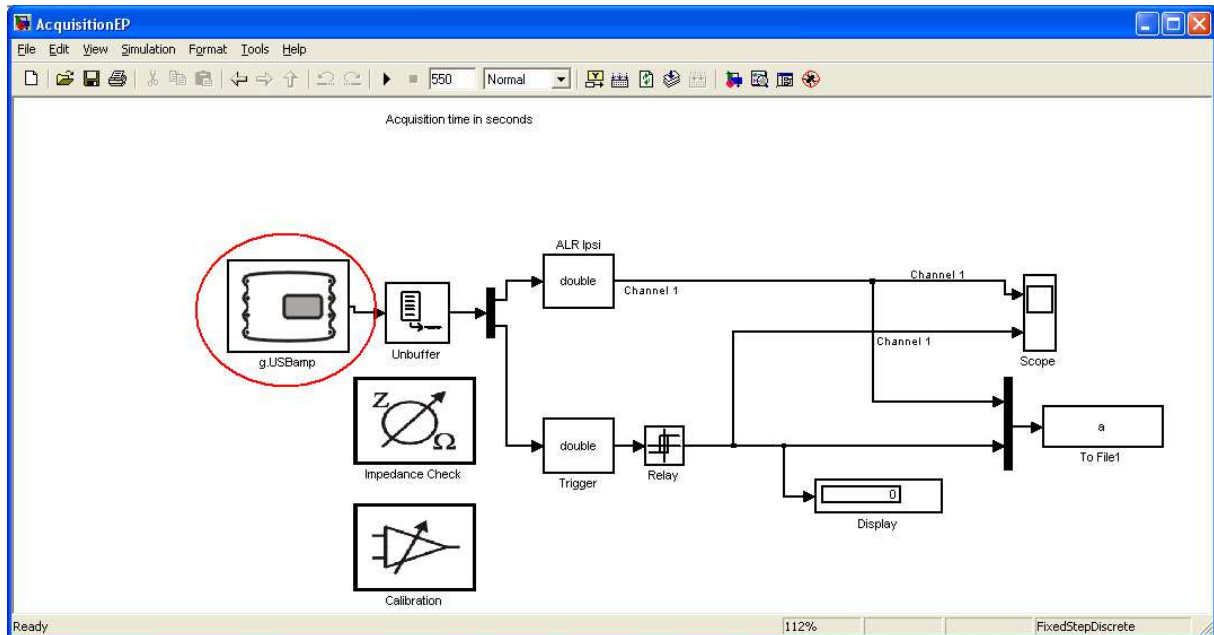 AcquisitionEP
File Edit View Simulation Format Tools Help
550 Normal
Acquisition time in seconds
ALR Ipsi
double
Channel 1
Channel 1
g.USBamp
Unbuffer
Channel 1
Scope
Z
Ω
Impedance Check
double
Trigger
Relay
a
To File1
0
Display
Calibration
Ready 112% FixedStepDiscrete